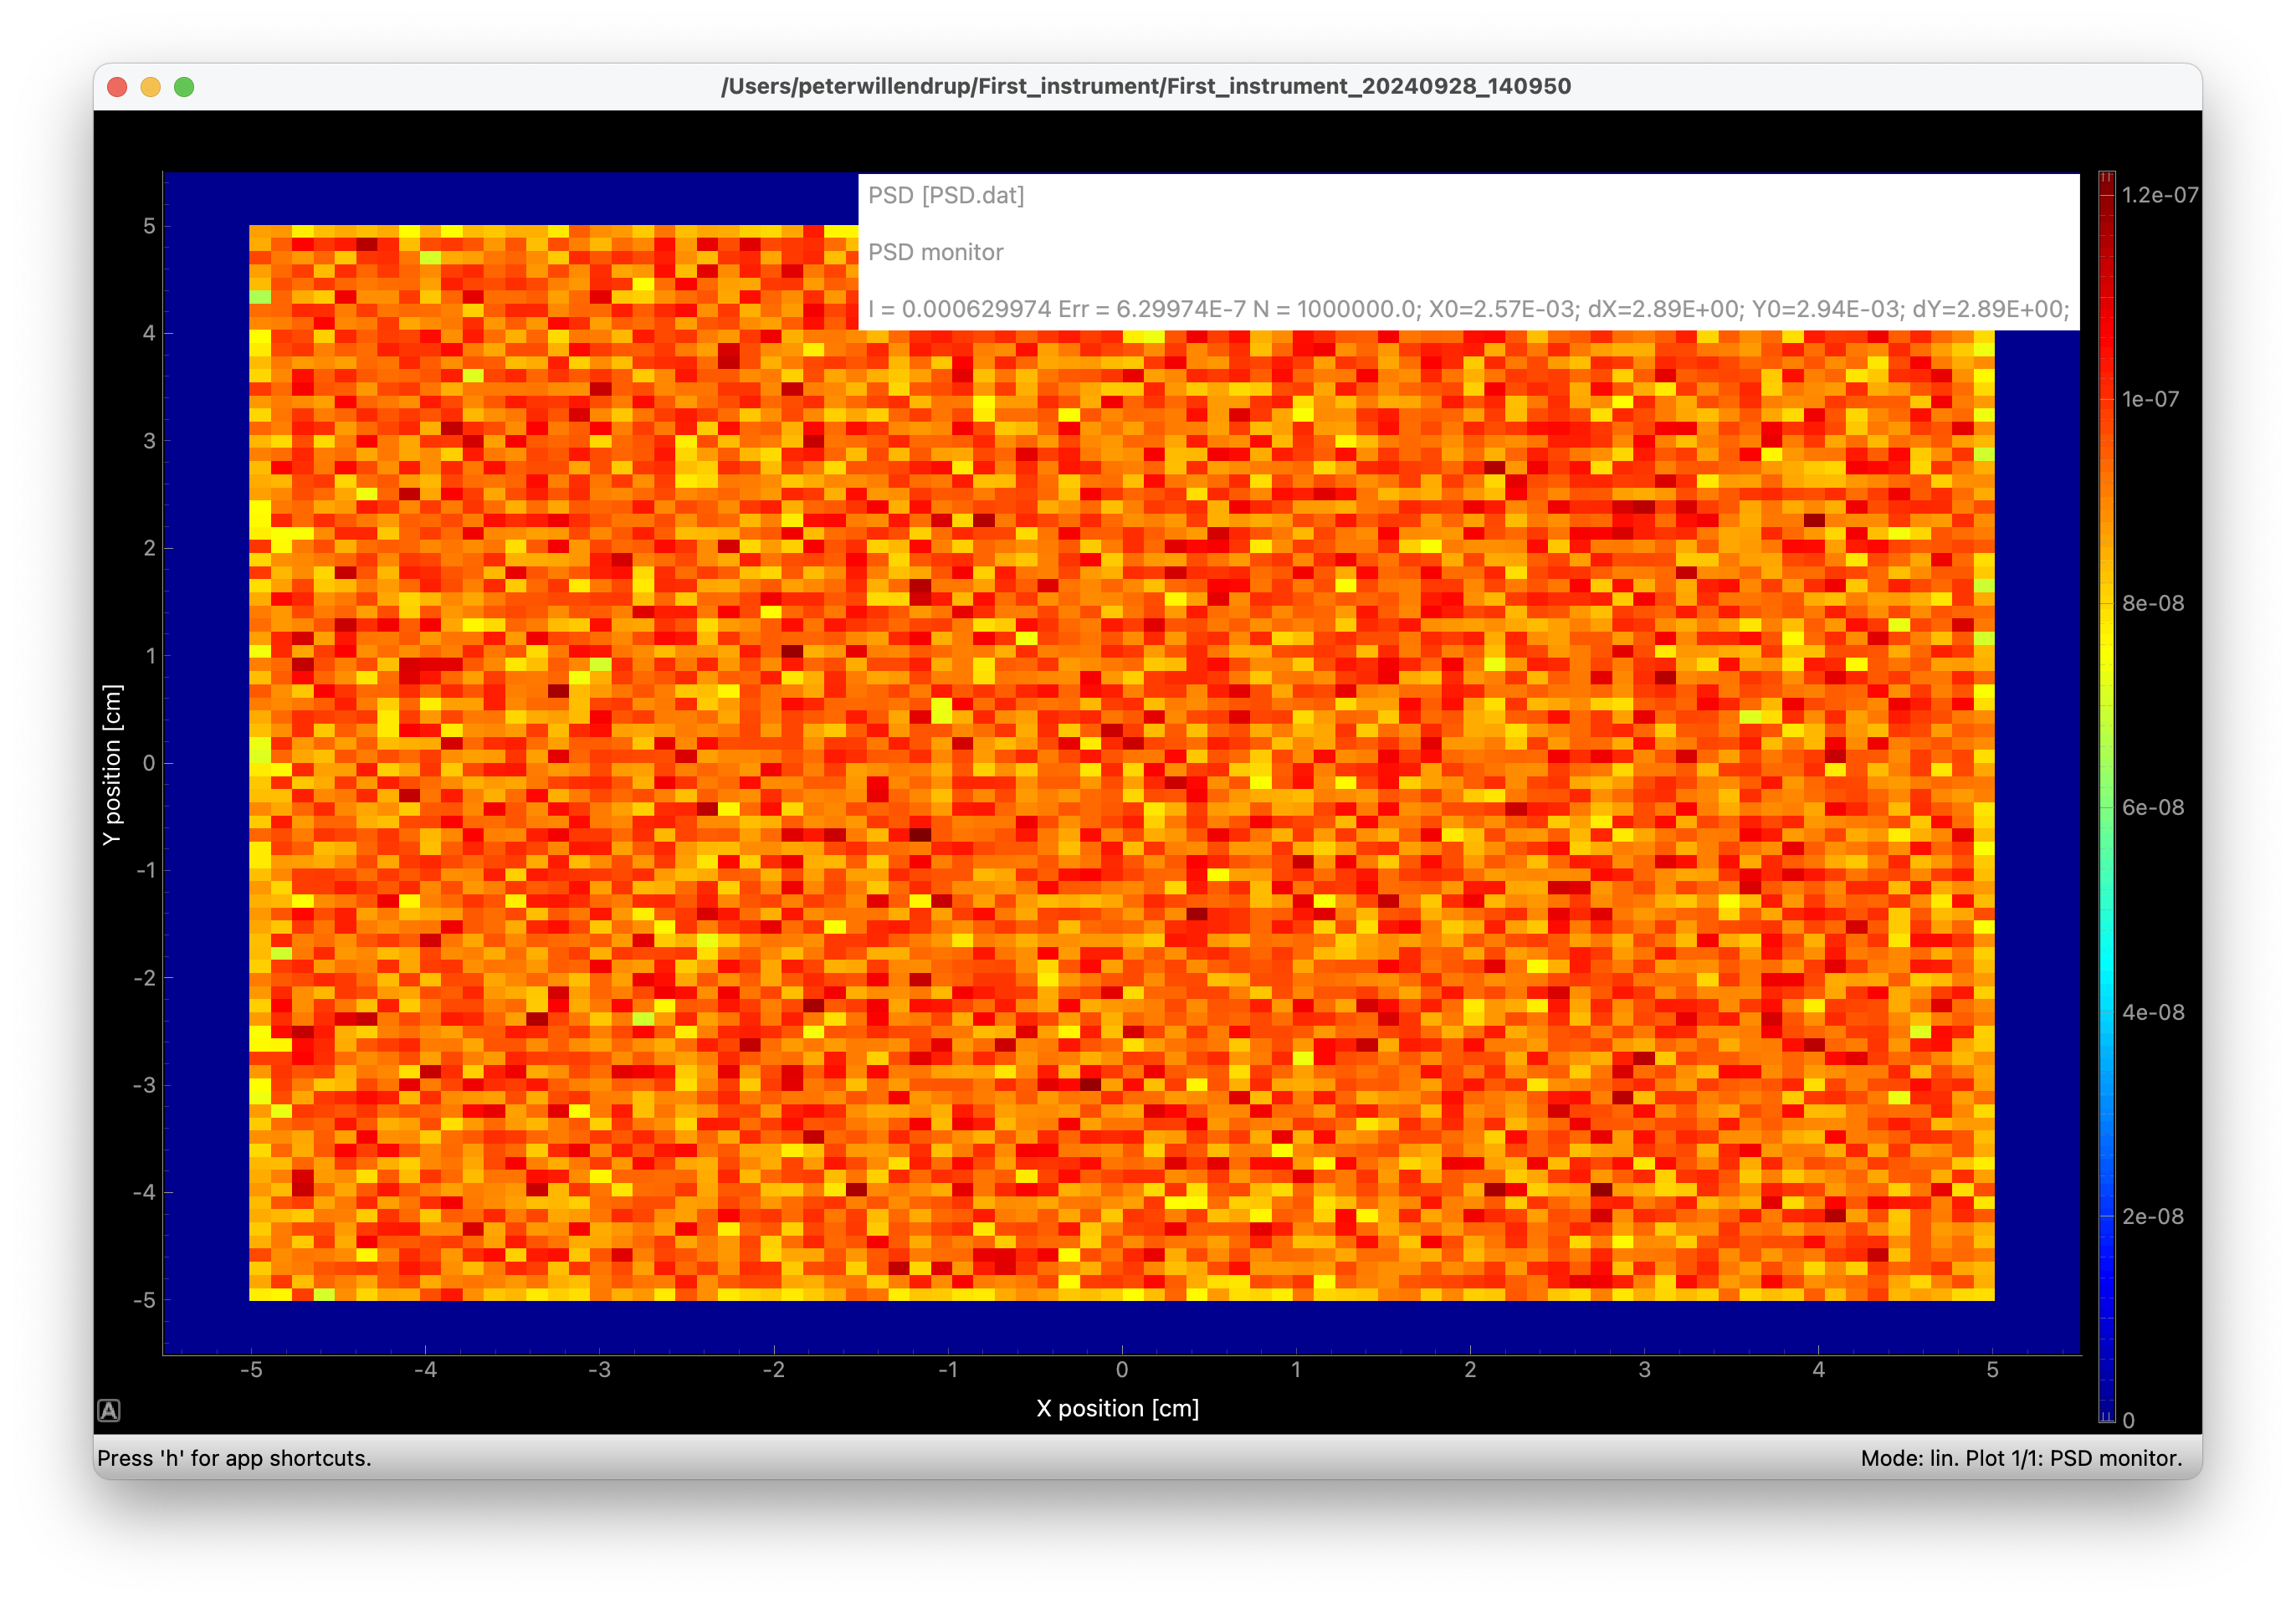 /Users/peterwillendrup/First_instrument/First_instrument_20240928_140950
PSD [PSD.dat]
PSD monitor
I = 0.000629974 Err = 6.29974E-7 N = 1000000.0; X0=2.57E-03; dX=2.89E+00; Y0=2.94E-03; dY=2.89E+00;
5
4
3
2
1
0
-1
-2
-3
-4
-5
Y position [cm]
-5 -4 -3 -2 -1 0 1 2 3 4 5
X position [cm]
1.2e-07
1e-07
8e-08
6e-08
4e-08
2e-08
0
A
Press 'h' for app shortcuts.
Mode: lin. Plot 1/1: PSD monitor.